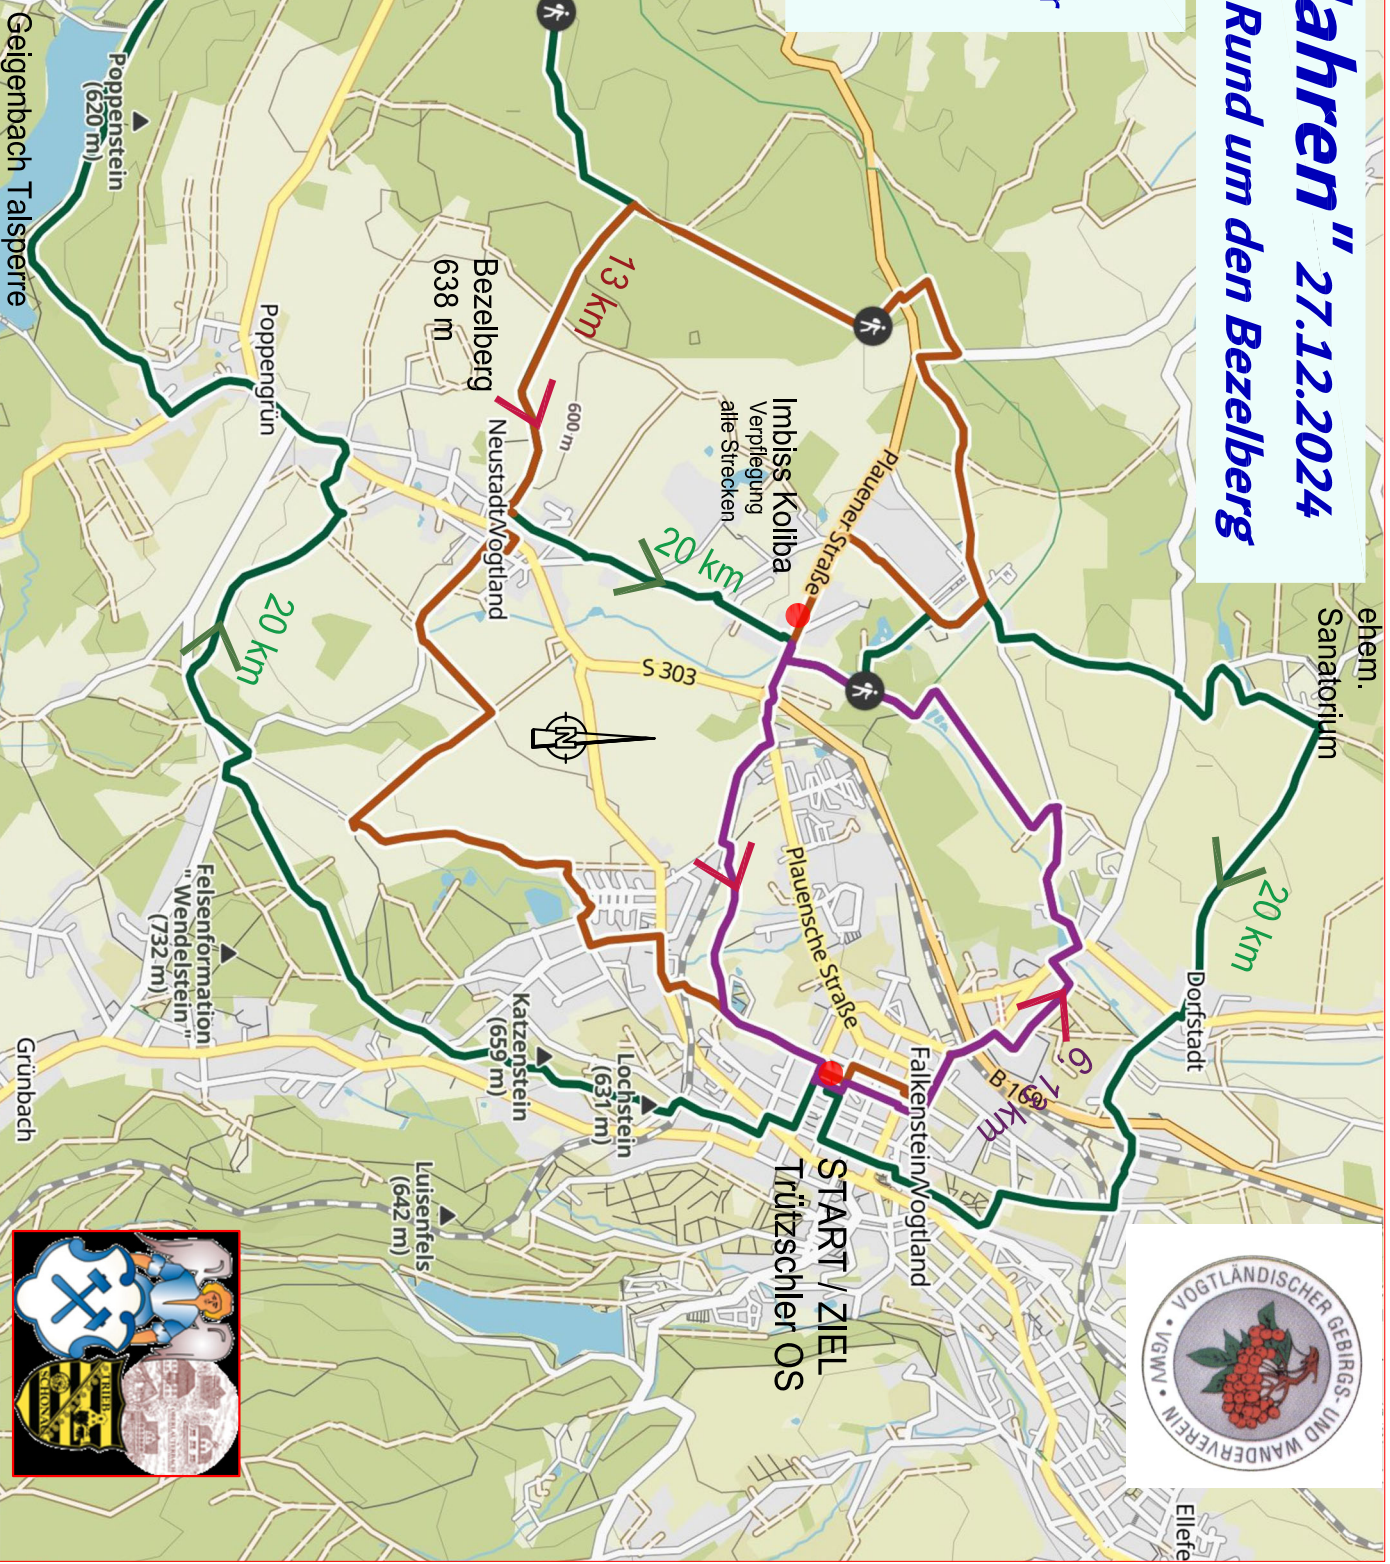 ahren" 27.12.2024
Rund um den Bezelberg
ehem.
Sanatorium
20 km
Dorfstadt
Plauener Straße
Imbiss Koliba
Verpflegung
alle Strecken
20 km
13 km
600 m
Bezelberg
638 m
Neustadt/Vogtland
S 303
N
Poppenstein
(620 m)
Geigenbach Talsperre
Poppengrün
20 km
Plauensche Straße
B 169
6, 13 km
Falkenstein/Vogtland
START / ZIEL
Trützschler OS
Felsenformation
"Wendelstein"
(732 m)
Katzenstein
(659 m)
Lochstein
(631 m)
Luisenfels
(642 m)
Grünbach
Ellefe
VOGTLÄNDISCHER GEBIRGS- UND WANDERVEREIN
• VGWV •